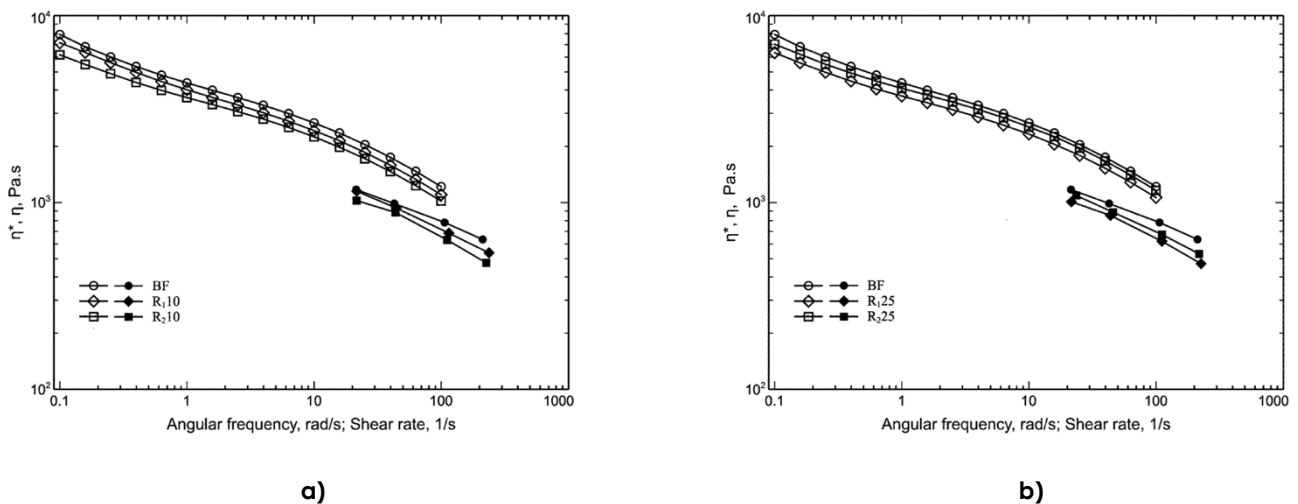 10⁴
η*, η, Pa.s
10³
10²
BF
R₁10
R₂10
0.1 1 10 100 1000
Angular frequency, rad/s; Shear rate, 1/s
a)
10⁴
η*, η, Pa.s
10³
10²
BF
R₁25
R₂25
0.1 1 10 100 1000
Angular frequency, rad/s; Shear rate, 1/s
b)